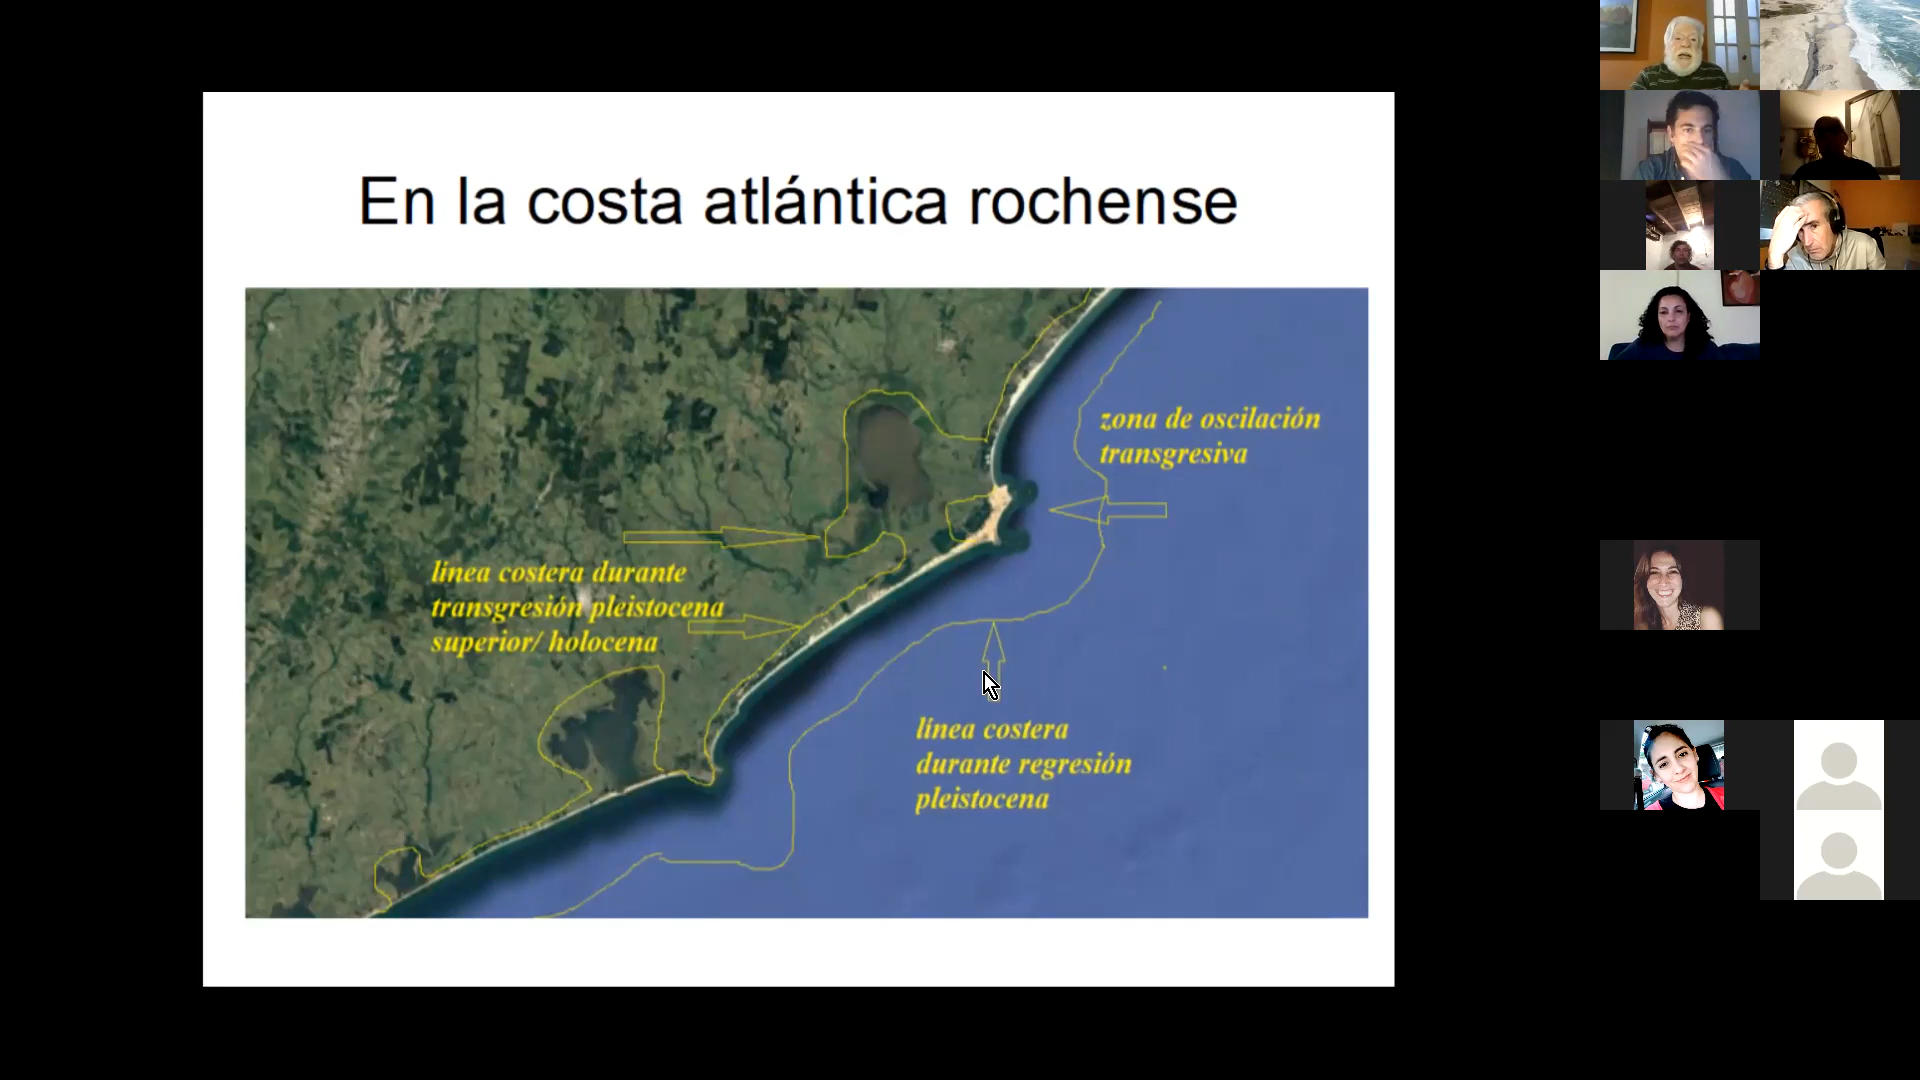 En la costa atlántica rochense
zona de oscilación
transgresiva
línea costera durante
transgresión pleistocena
superior/ holocena
línea costera
durante regresión
pleistocena